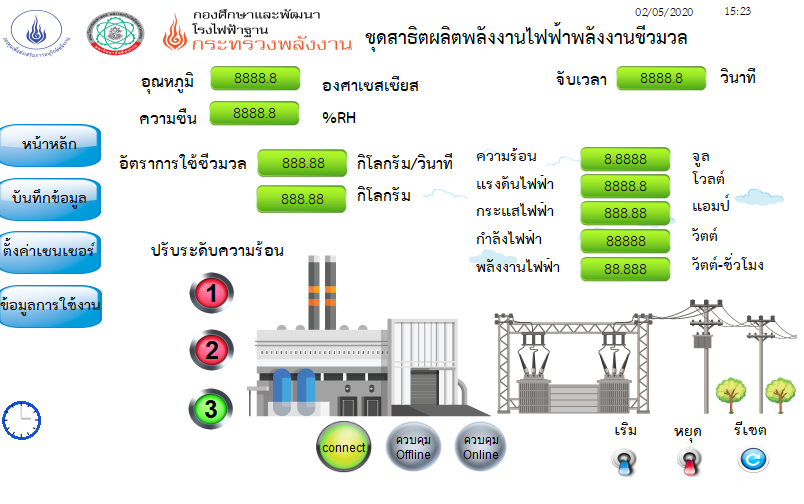 02/05/2020 15:23
กองศึกษาและพัฒนา
โรงไฟฟ้าฐาน
กระทรวงพลังงาน
ชุดสาธิตผลิตพลังงานไฟฟ้าพลังงานชีวมวล
อุณหภูมิ 8888.8 องศาเซสเซียส
จับเวลา 8888.8 วินาที
ความชื้น 8888.8 %RH
หน้าหลัก
บันทึกข้อมูล
ตั้งค่าเซนเซอร์
ข้อมูลการใช้งาน
อัตราการใช้ชีวมวล 888.88 กิโลกรัม/วินาที
888.88 กิโลกรัม
ความร้อน 8.8888 จูล
แรงดันไฟฟ้า 8888.8 โวลต์
กระแสไฟฟ้า 888.88 แอมป์
กำลังไฟฟ้า 88888 วัตต์
พลังงานไฟฟ้า 88.888 วัตต์-ชั่วโมง
ปรับระดับความร้อน
1
2
3
connect
ควบคุม
Offline
ควบคุม
Online
เริ่ม
หยุด
รีเซต